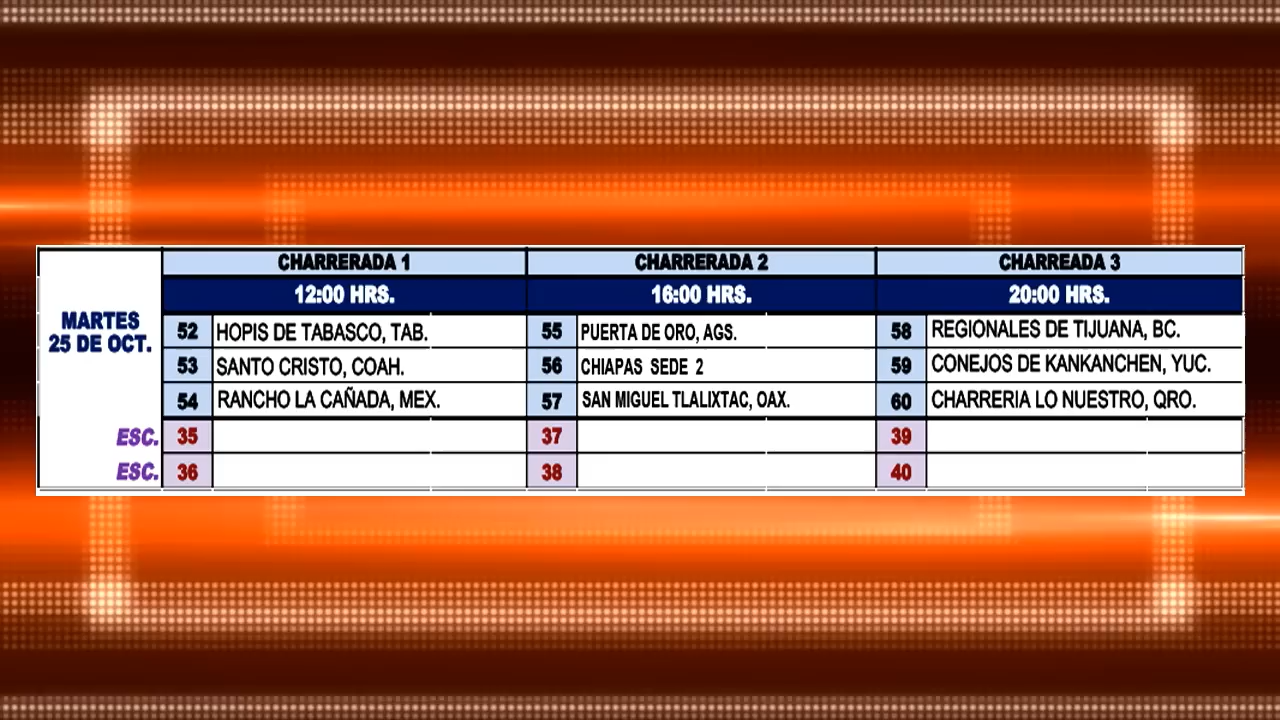 CHARRERADA 1 CHARRERADA 2 CHARREADA 3
12:00 HRS. 16:00 HRS. 20:00 HRS.
MARTES
25 DE OCT.
52 HOPIS DE TABASCO, TAB. 55 PUERTA DE ORO, AGS. 58 REGIONALES DE TIJUANA, BC.
53 SANTO CRISTO, COAH. 56 CHIAPAS SEDE 2 59 CONEJOS DE KANKANCHEN, YUC.
54 RANCHO LA CAÑADA, MEX. 57 SAN MIGUEL TLALIXTAC, OAX. 60 CHARRERIA LO NUESTRO, QRO.
ESC. 35 37 39
ESC. 36 38 40